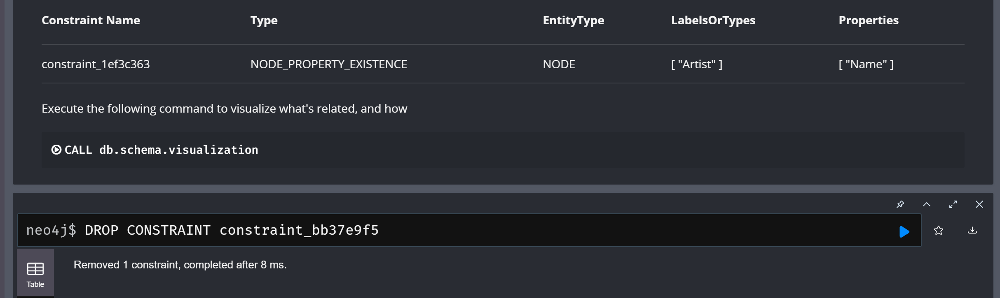 Constraint Name Type EntityType LabelsOrTypes Properties
constraint_1ef3c363 NODE_PROPERTY_EXISTENCE NODE [ "Artist" ] [ "Name" ]
Execute the following command to visualize what's related, and how
CALL db.schema.visualization
neo4j$ DROP CONSTRAINT constraint_bb37e9f5
Removed 1 constraint, completed after 8 ms.
Table